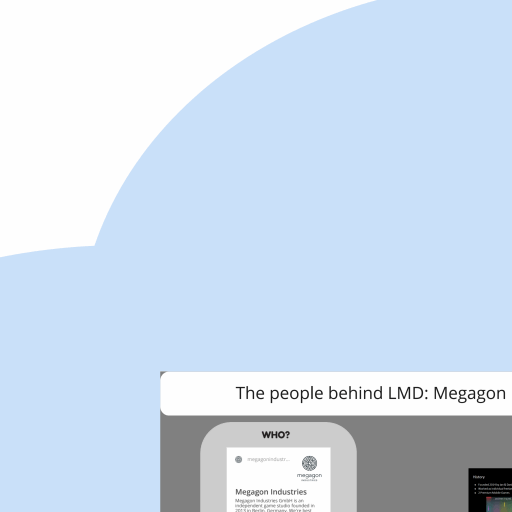 The people behind LMD: Megagon
WHO?
megagonindustr...
megagon
Megagon Industries
Megagon Industries GmbH is an
independent game studio founded in
2013 in Berlin, Germany. We're best
History